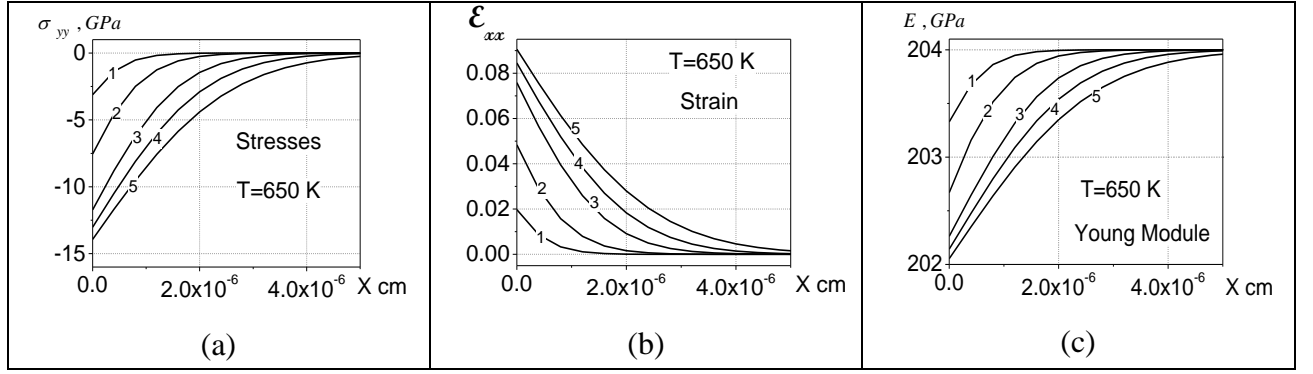 σ yy , GPa
0
-5
-10
-15
1
2
3
4
5
Stresses
T=650 K
0.0 2.0x10⁻⁶ 4.0x10⁻⁶ X cm
(a)
ε xx
0.08
0.06
0.04
0.02
0.00
T=650 K
Strain
5
4
3
2
1
0.0 2.0x10⁻⁶ 4.0x10⁻⁶ X cm
(b)
E , GPa
204
203
202
1
2
3
4
5
T=650 K
Young Module
0.0 2.0x10⁻⁶ 4.0x10⁻⁶ X cm
(c)